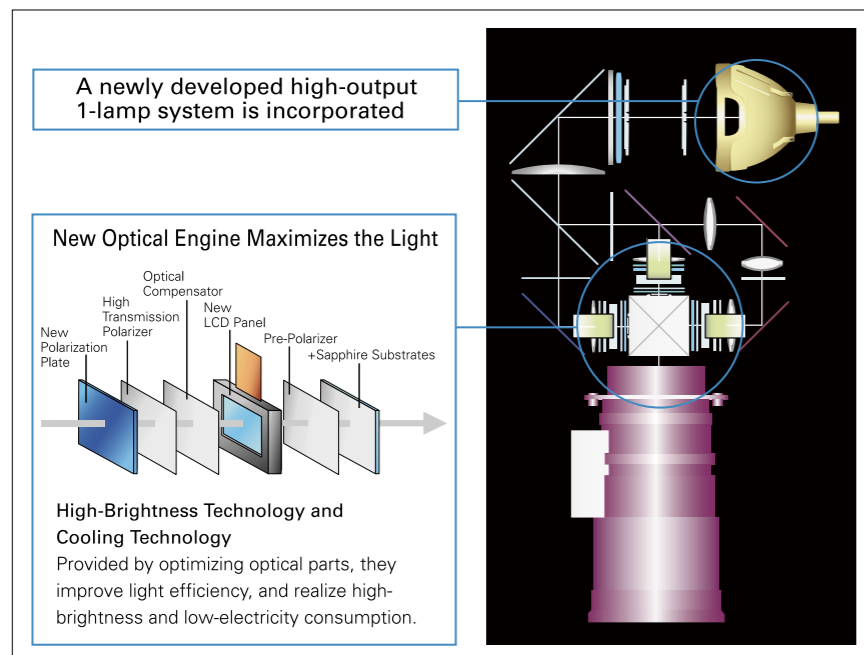 A newly developed high-output
1-lamp system is incorporated
New Optical Engine Maximizes the Light
Optical
Compensator
High
Transmission
Polarizer
New
LCD Panel
New
Polarization
Plate
Pre-Polarizer
+Sapphire Substrates
High-Brightness Technology and
Cooling Technology
Provided by optimizing optical parts, they
improve light efficiency, and realize high-
brightness and low-electricity consumption.